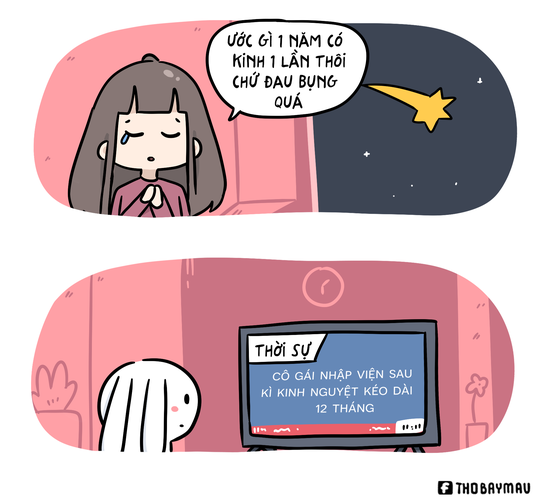 ƯỚC GÌ 1 NĂM CÓ
KINH 1 LẦN THÔI
CHỨ ĐAU BỤNG
QUÁ
THỜI SỰ
CÔ GÁI NHẬP VIỆN SAU
KÌ KINH NGUYỆT KÉO DÀI
12 THÁNG
THOBAYMAU